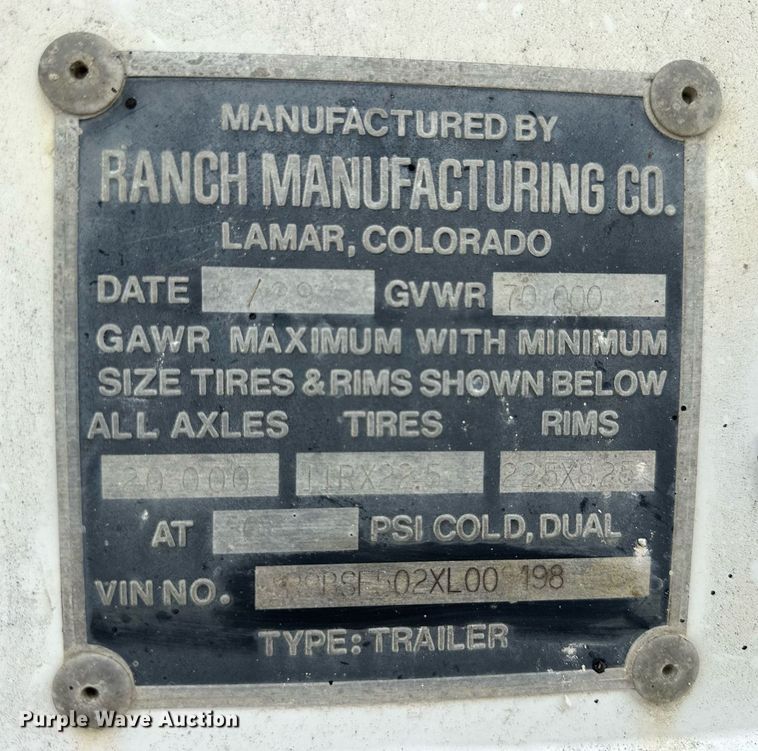 MANUFACTURED BY
RANCH MANUFACTURING CO.
LAMAR, COLORADO
DATE GVWR 70 000
GAWR MAXIMUM WITH MINIMUM
SIZE TIRES & RIMS SHOWN BELOW
ALL AXLES TIRES RIMS
20 000 11RX22.5 22.5X8.25
AT PSI COLD, DUAL
VIN NO.
TYPE: TRAILER
Purple Wave Auction